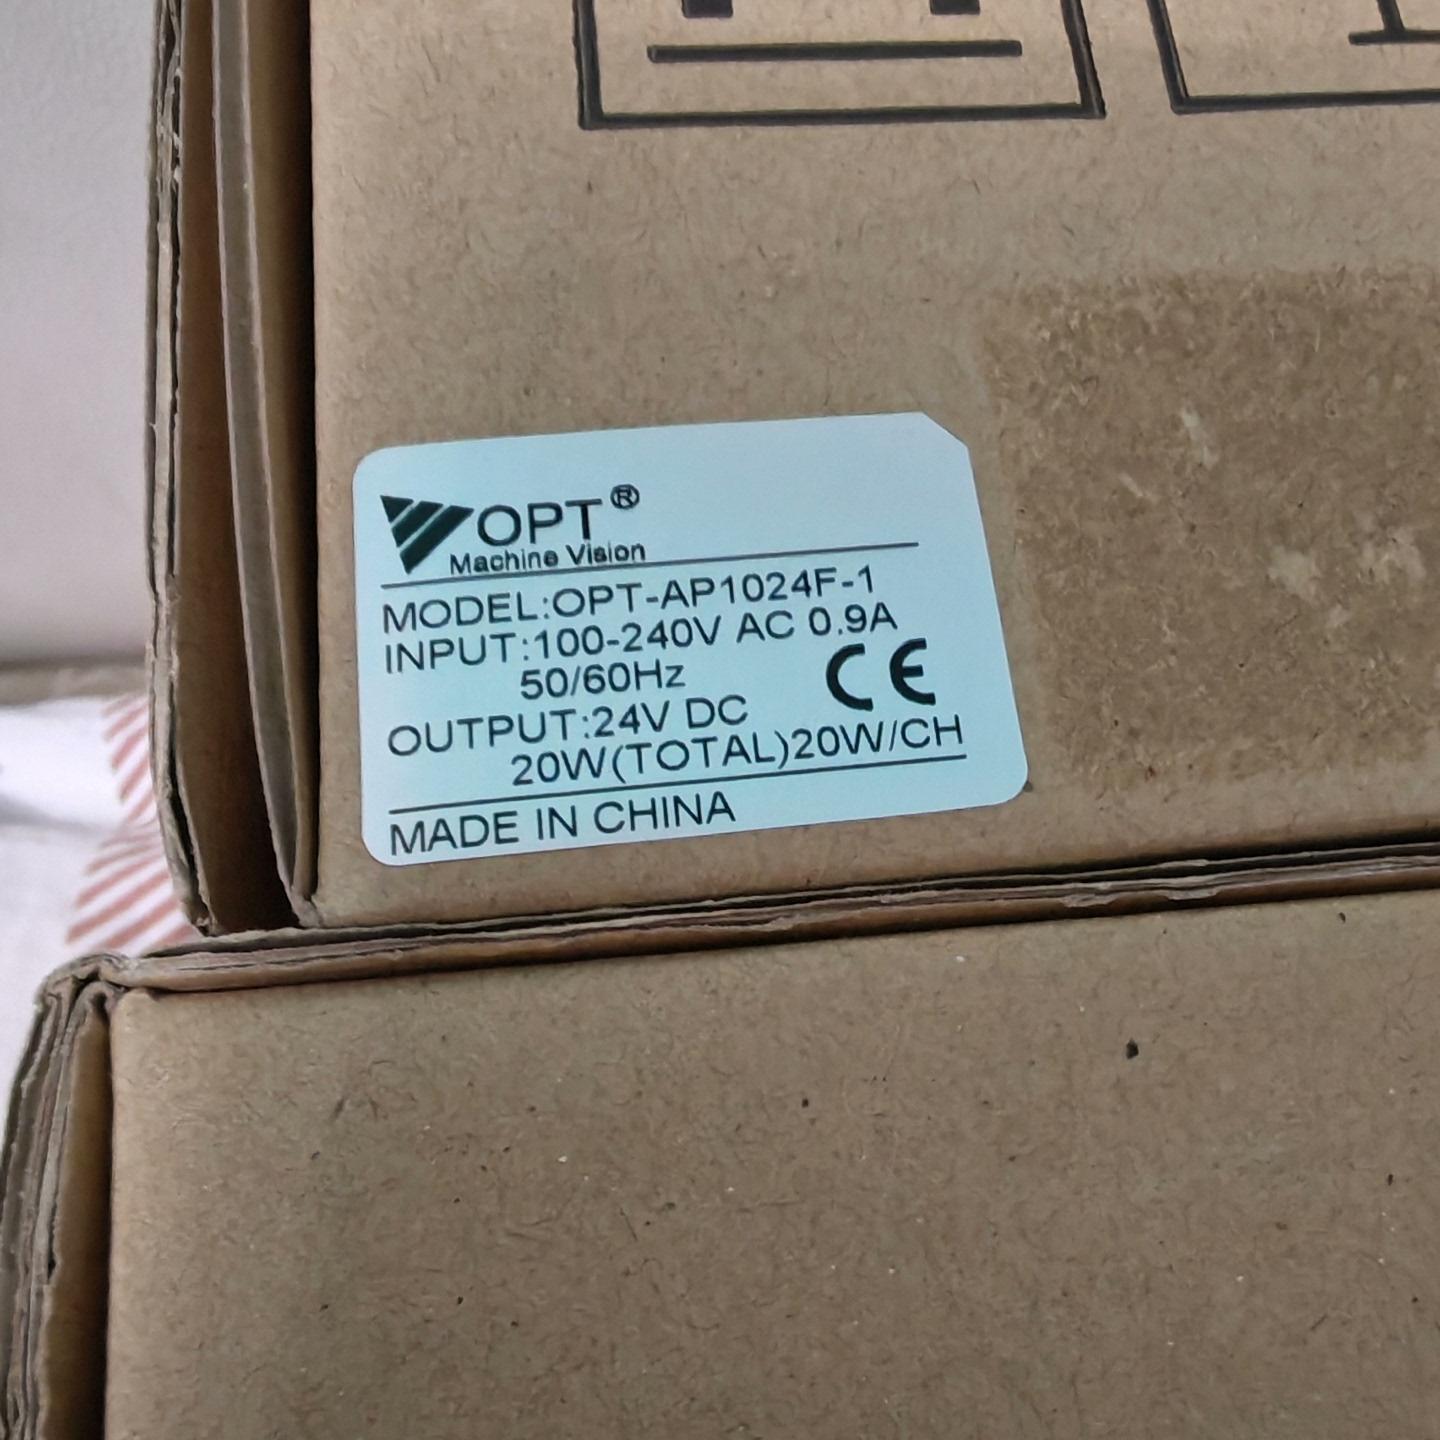 OPT®
Machine Vision
MODEL:OPT-AP1024F-1
INPUT:100-240V AC 0.9A
50/60Hz
CE
OUTPUT:24V DC
20W(TOTAL)20W/CH
MADE IN CHINA